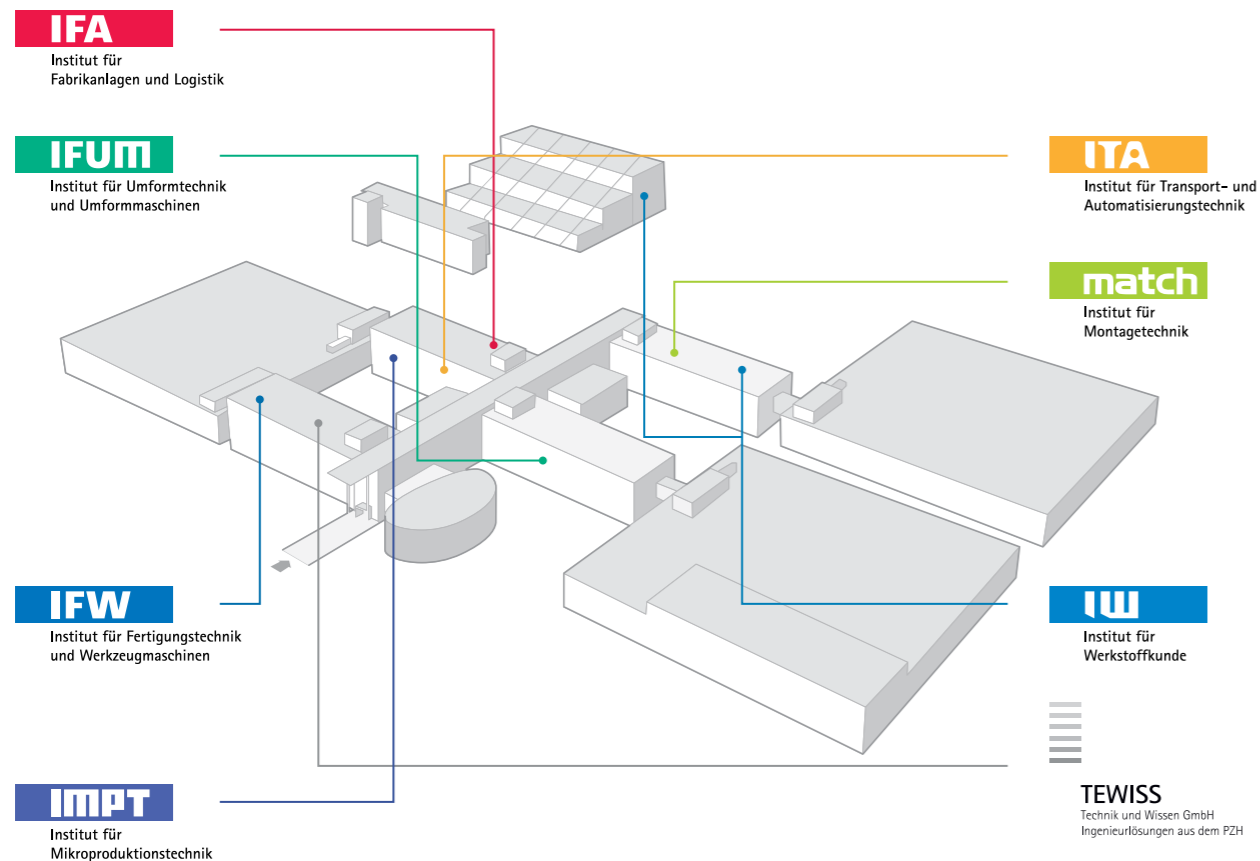 IFA
Institut für
Fabrikanlagen und Logistik
IFUM
Institut für Umformtechnik
und Umformmaschinen
ITA
Institut für Transport- und
Automatisierungstechnik
match
Institut für
Montagetechnik
IFW
Institut für Fertigungstechnik
und Werkzeugmaschinen
IW
Institut für
Werkstoffkunde
IMPT
Institut für
Mikroproduktionstechnik
TEWISS
Technik und Wissen GmbH
Ingenieurlösungen aus dem PZH